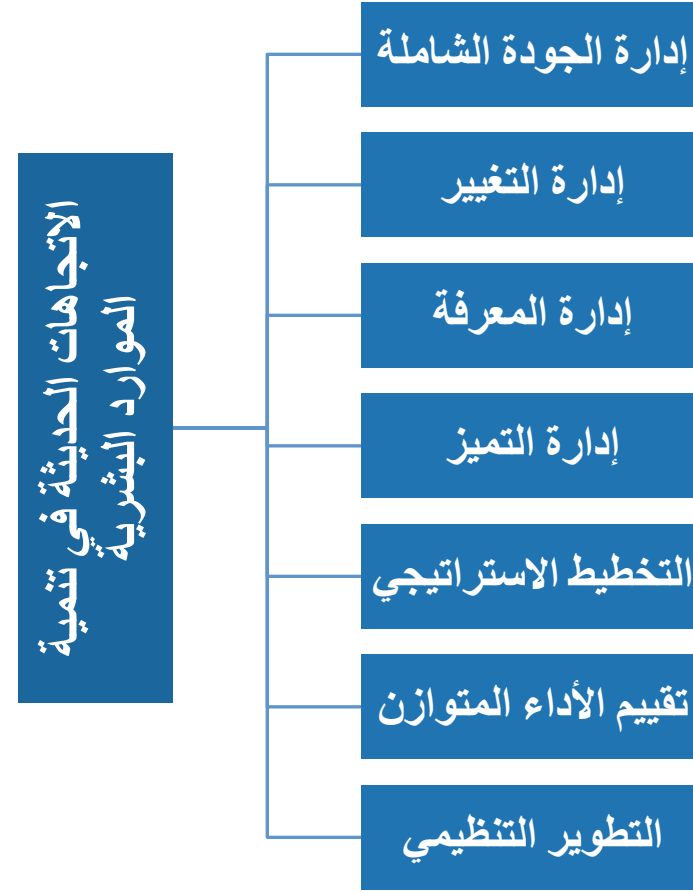 الاتجاهات الحديثة في تنمية
الموارد البشرية
إدارة الجودة الشاملة
إدارة التغيير
إدارة المعرفة
إدارة التميز
التخطيط الاستراتيجي
تقييم الأداء المتوازن
التطوير التنظيمي